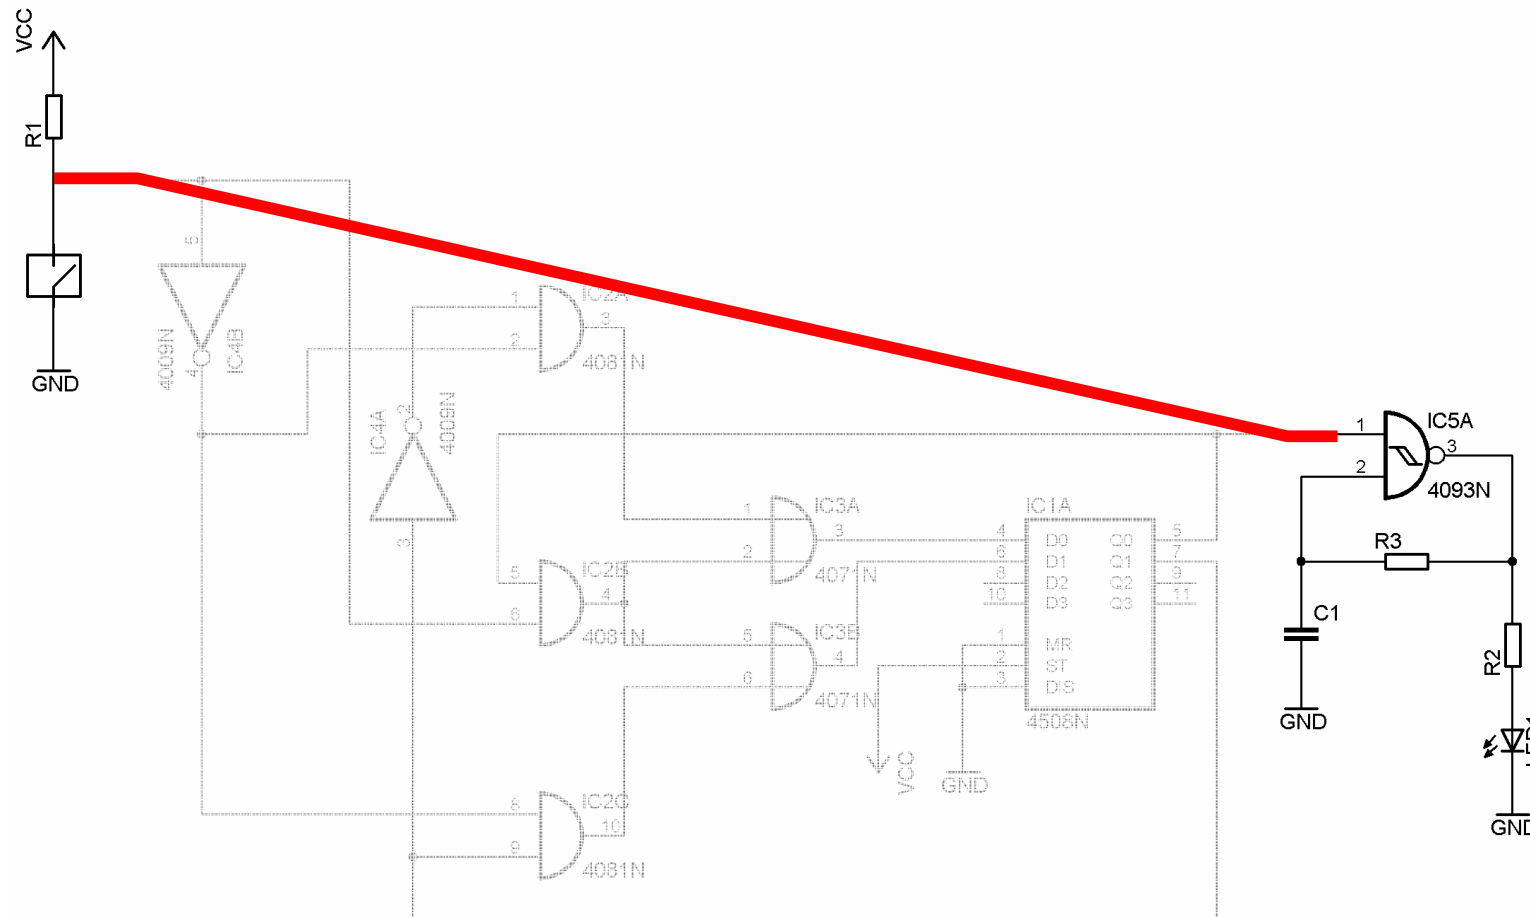 VCC
R1
GND
5
4009N
4
IC4B
IC4A
2
4009N
3
IC2A
1
2
3
4081N
IC2B
5
6
4
4081N
IC2C
8
9
10
4081N
IC3A
1
2
3
4071N
IC3B
5
6
4
4071N
IC1A
4 D0 Q0 5
6 D1 Q1 7
8 D2 Q2 9
10 D3 Q3 11
1 MR
2 ST
3 DIS
4508N
VCC
GND
IC5A
1
2
3
4093N
R3
C1
GND
R2
GND